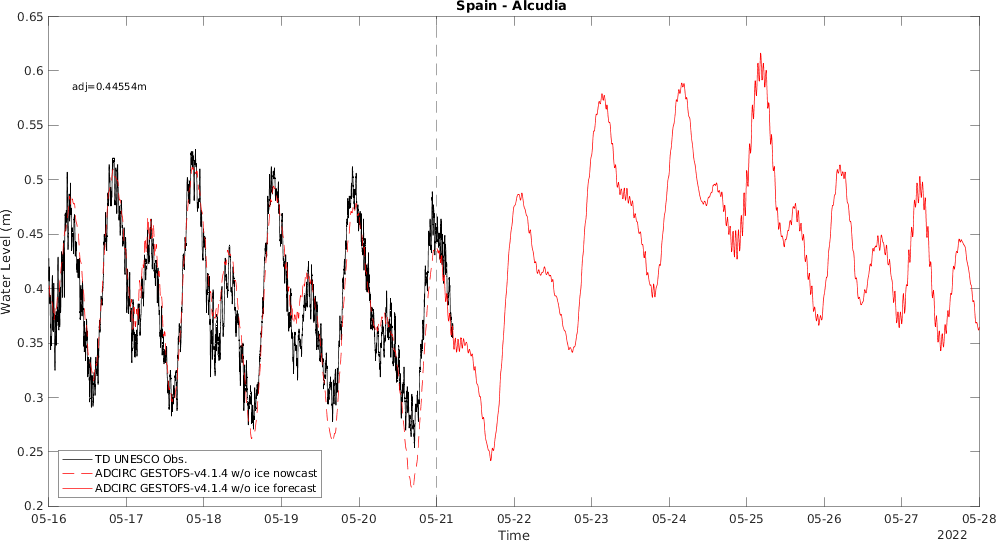 Spain - Alcudia
0.65
0.6
0.55
0.5
0.45
0.4
0.35
0.3
0.25
0.2
Water Level (m)
adj=0.44554m
TD UNESCO Obs.
ADCIRC GESTOFS-v4.1.4 w/o ice nowcast
ADCIRC GESTOFS-v4.1.4 w/o ice forecast
05-16 05-17 05-18 05-19 05-20 05-21 05-22 05-23 05-24 05-25 05-26 05-27 05-28
Time
2022